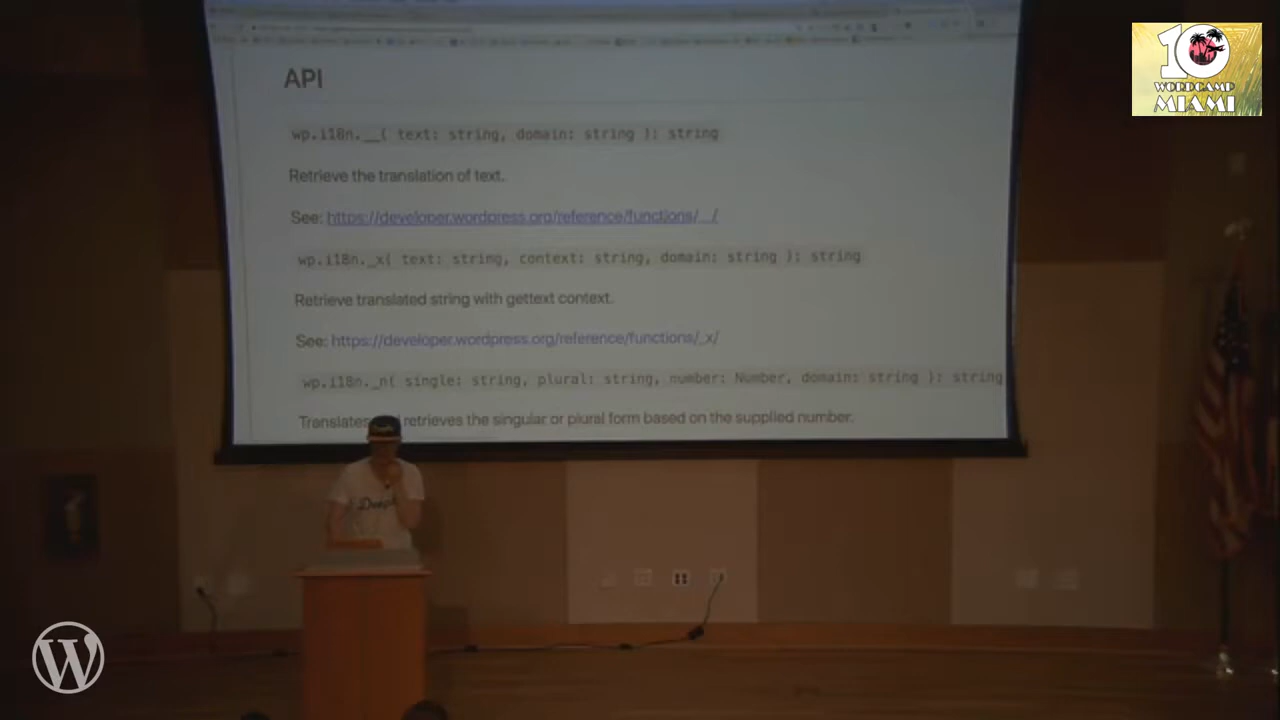 API
wp.i18n.__( text: string, domain: string ): string
Retrieve the translation of text.
See: https://developer.wordpress.org/reference/functions/__/
wp.i18n._x( text: string, context: string, domain: string ): string
Retrieve translated string with gettext context.
See: https://developer.wordpress.org/reference/functions/_x/
wp.i18n._n( single: string, plural: string, number: Number, domain: string ): string
Translates retrieves the singular or plural form based on the supplied number.
10
WORDCAMP
MIAMI
W